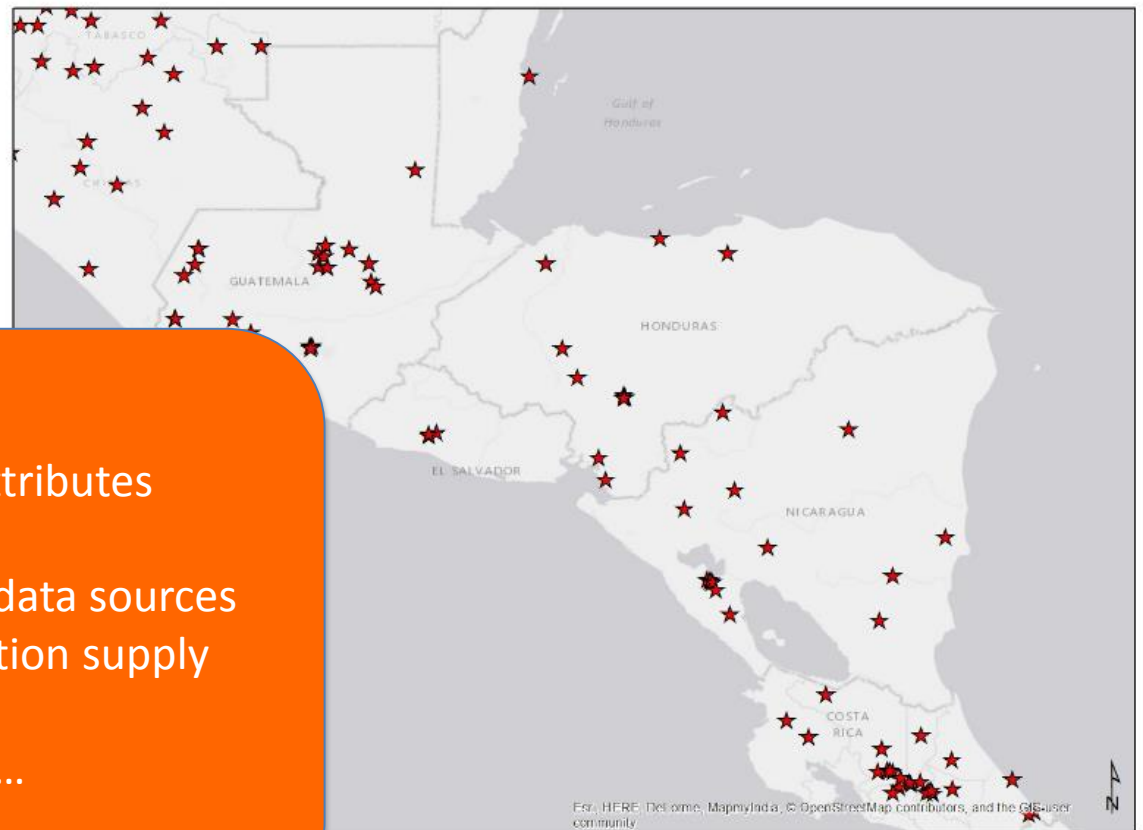 TABASCO
Gulf of
Honduras
GUATEMALA
HONDURAS
EL SALVADOR
NICARAGUA
COSTA
RICA
tributes
data sources
tion supply
...
Esri, HERE, DeLorme, MapmyIndia, © OpenStreetMap contributors, and the GIS user
community
N